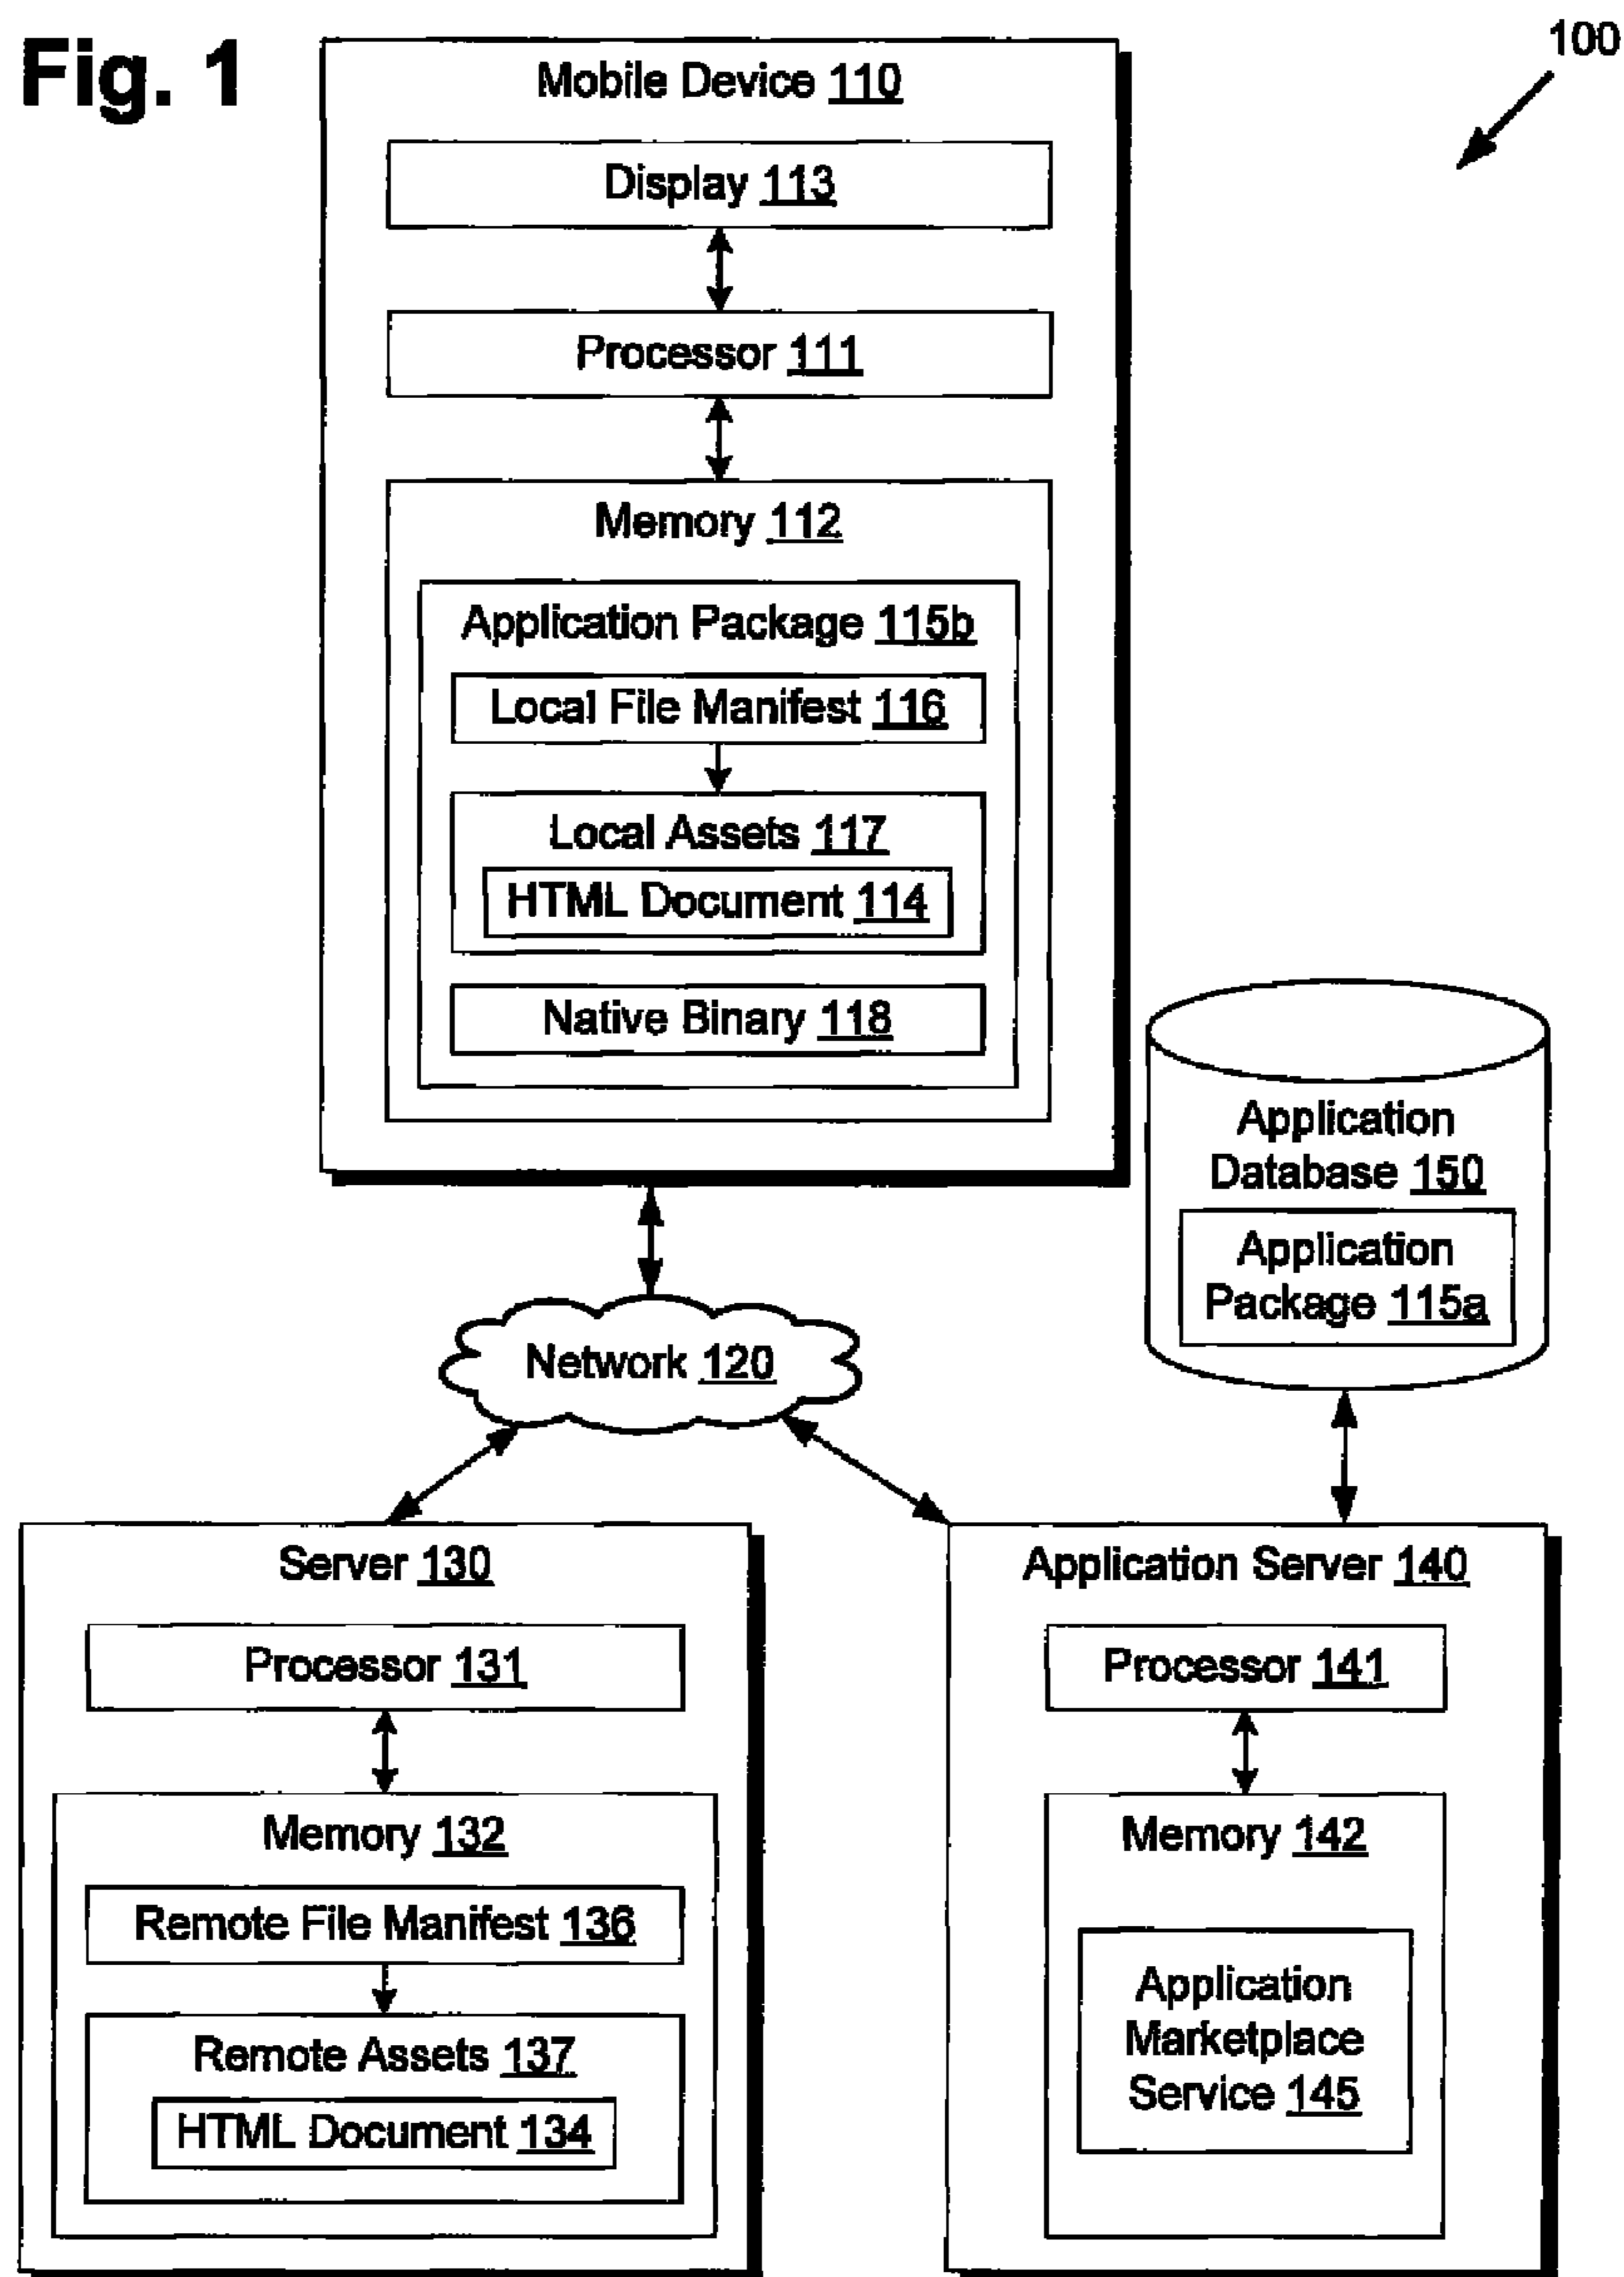 Fig. 1
100
Mobile Device 110
Display 113
Processor 111
Memory 112
Application Package 115b
Local File Manifest 116
Local Assets 117
HTML Document 114
Native Binary 118
Application
Database 150
Application
Package 115a
Network 120
Server 130
Processor 131
Memory 132
Remote File Manifest 136
Remote Assets 137
HTML Document 134
Application Server 140
Processor 141
Memory 142
Application
Marketplace
Service 145